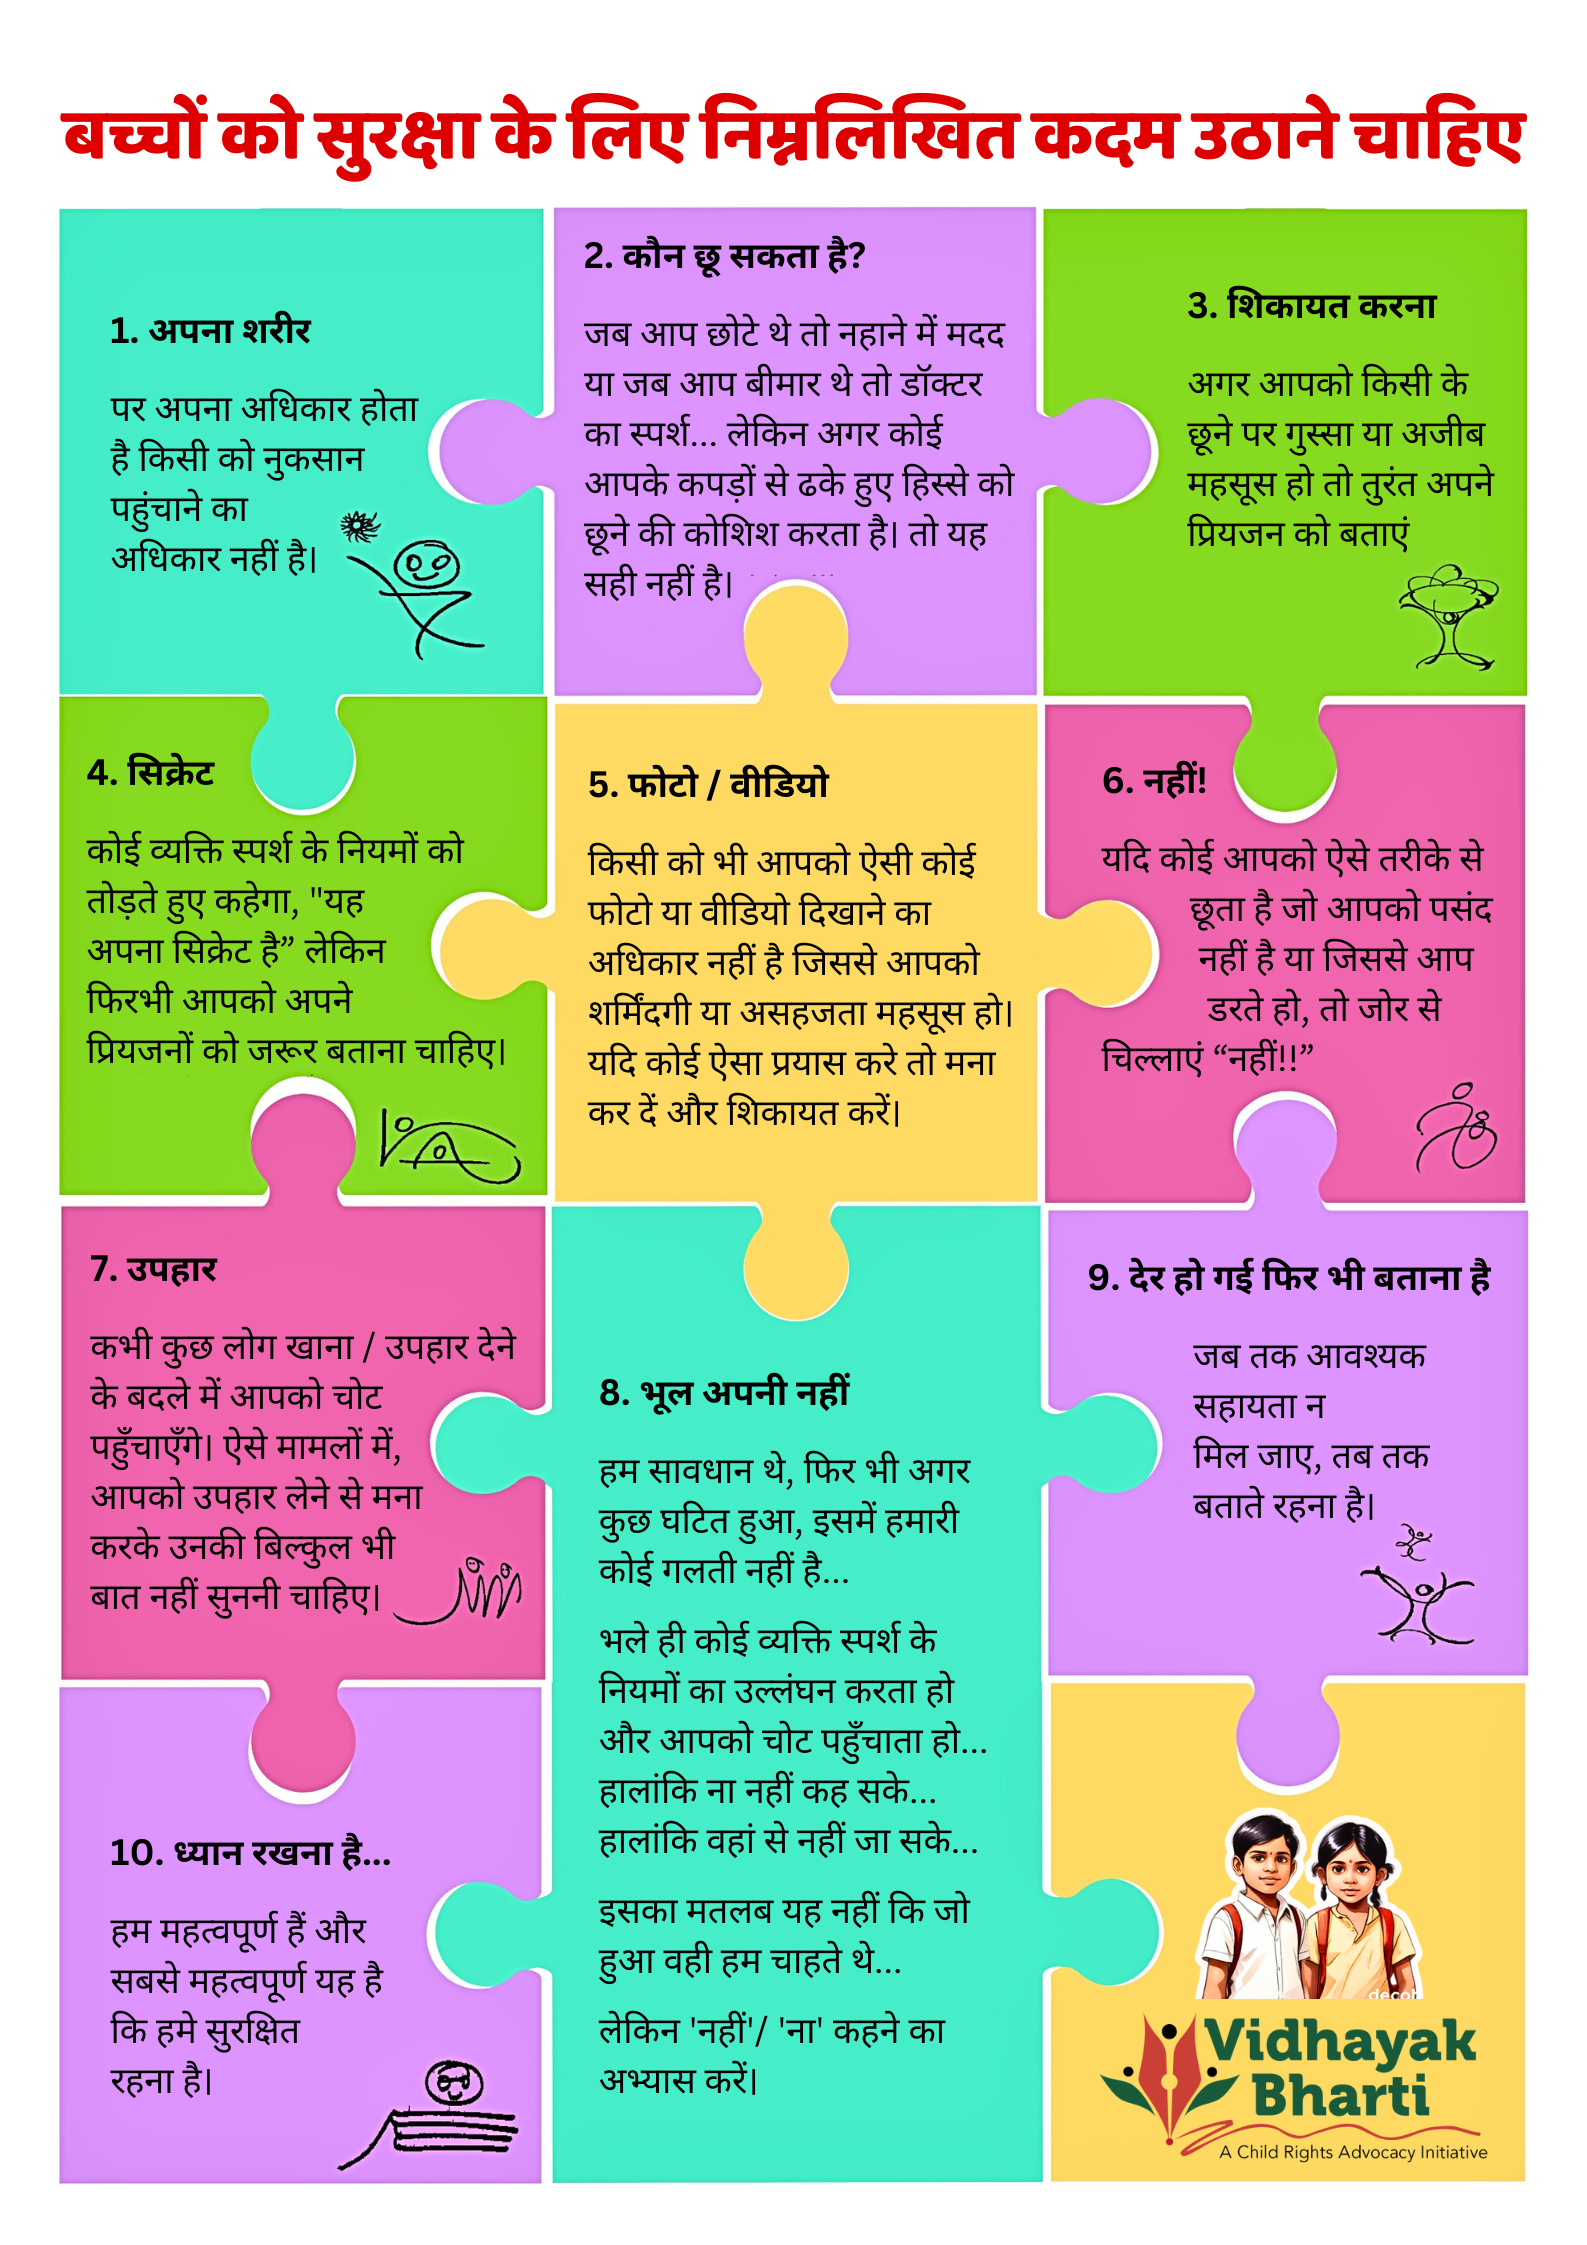 बच्चों को सुरक्षा के लिए निम्नलिखित कदम उठाने चाहिए
1. अपना शरीर
पर अपना अधिकार होता
है किसी को नुकसान
पहुंचाने का
अधिकार नहीं है।
2. कौन छू सकता है?
जब आप छोटे थे तो नहाने में मदद
या जब आप बीमार थे तो डॉक्टर
का स्पर्श... लेकिन अगर कोई
आपके कपड़ों से ढके हुए हिस्से को
छूने की कोशिश करता है। तो यह
सही नहीं है।
3. शिकायत करना
अगर आपको किसी के
छूने पर गुस्सा या अजीब
महसूस हो तो तुरंत अपने
प्रियजन को बताएं
4. सिक्रेट
कोई व्यक्ति स्पर्श के नियमों को
तोड़ते हुए कहेगा, "यह
अपना सिक्रेट है” लेकिन
फिरभी आपको अपने
प्रियजनों को जरूर बताना चाहिए।
5. फोटो / वीडियो
किसी को भी आपको ऐसी कोई
फोटो या वीडियो दिखाने का
अधिकार नहीं है जिससे आपको
शर्मिंदगी या असहजता महसूस हो।
यदि कोई ऐसा प्रयास करे तो मना
कर दें और शिकायत करें।
6. नहीं!
यदि कोई आपको ऐसे तरीके से
छूता है जो आपको पसंद
नहीं है या जिससे आप
डरते हो, तो जोर से
चिल्लाएं “नहीं!!”
7. उपहार
कभी कुछ लोग खाना / उपहार देने
के बदले में आपको चोट
पहुँचाएँगे। ऐसे मामलों में,
आपको उपहार लेने से मना
करके उनकी बिल्कुल भी
बात नहीं सुननी चाहिए।
8. भूल अपनी नहीं
हम सावधान थे, फिर भी अगर
कुछ घटित हुआ, इसमें हमारी
कोई गलती नहीं है...
भले ही कोई व्यक्ति स्पर्श के
नियमों का उल्लंघन करता हो
और आपको चोट पहुँचाता हो...
हालांकि ना नहीं कह सके...
हालांकि वहां से नहीं जा सके...
इसका मतलब यह नहीं कि जो
हुआ वही हम चाहते थे...
लेकिन 'नहीं'/ 'ना' कहने का
अभ्यास करें।
9. देर हो गई फिर भी बताना है
जब तक आवश्यक
सहायता न
मिल जाए, तब तक
बताते रहना है।
10. ध्यान रखना है...
हम महत्वपूर्ण हैं और
सबसे महत्वपूर्ण यह है
कि हमे सुरक्षित
रहना है।
Vidhayak
Bharti
A Child Rights Advocacy Initiative